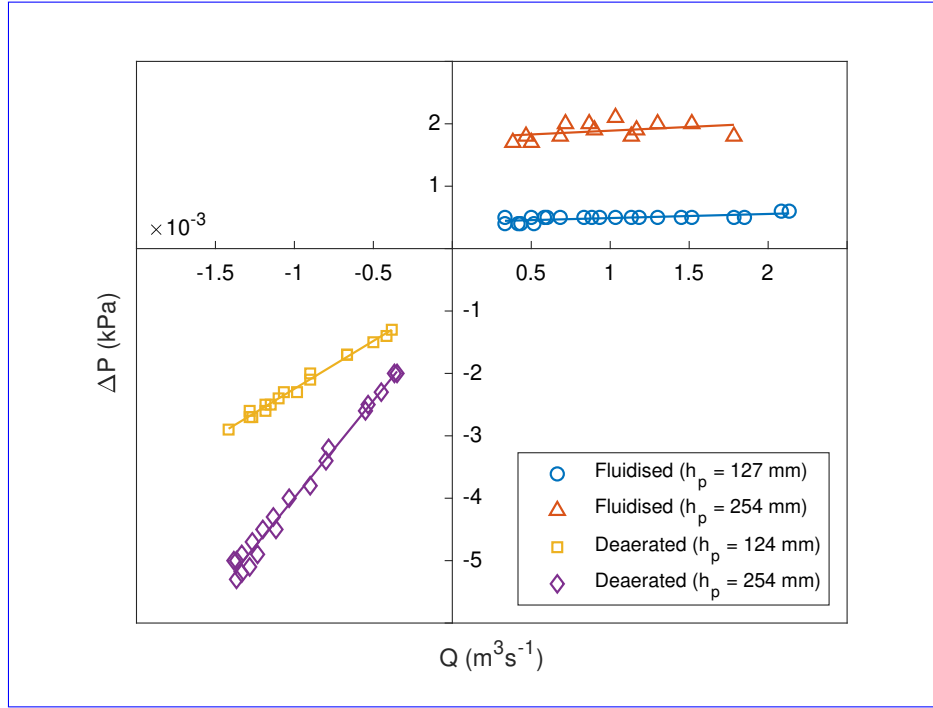 2
1
× 10⁻³
-1.5 -1 -0.5 0.5 1 1.5 2
-1
-2
-3
-4
-5
ΔP (kPa)
Fluidised (hₚ = 127 mm)
Fluidised (hₚ = 254 mm)
Deaerated (hₚ = 124 mm)
Deaerated (hₚ = 254 mm)
Q (m³s⁻¹)